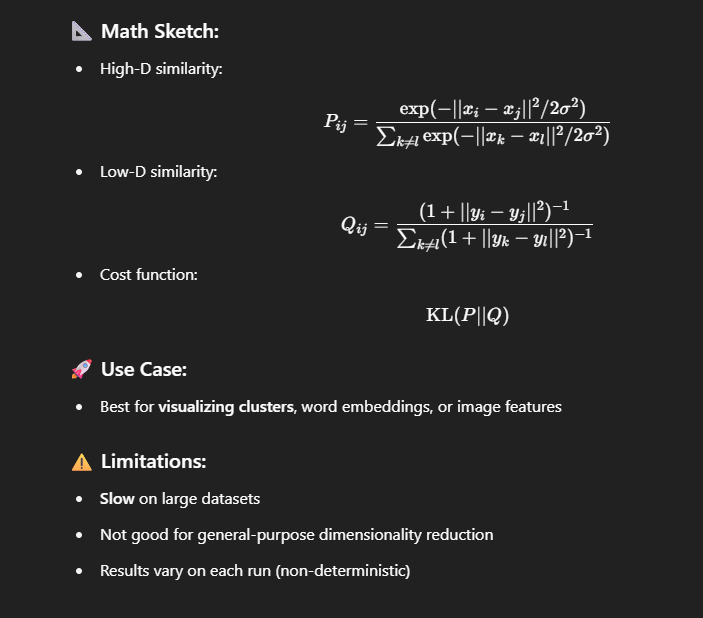 📐 Math Sketch:
• High-D similarity:
P_{ij} = \frac{\exp(-||x_i - x_j||^2/2\sigma^2)}{\sum_{k \neq l} \exp(-||x_k - x_l||^2/2\sigma^2)}
• Low-D similarity:
Q_{ij} = \frac{(1 + ||y_i - y_j||^2)^{-1}}{\sum_{k \neq l} (1 + ||y_k - y_l||^2)^{-1}}
• Cost function:
KL(P||Q)
🚀 Use Case:
• Best for visualizing clusters, word embeddings, or image features
⚠️ Limitations:
• Slow on large datasets
• Not good for general-purpose dimensionality reduction
• Results vary on each run (non-deterministic)